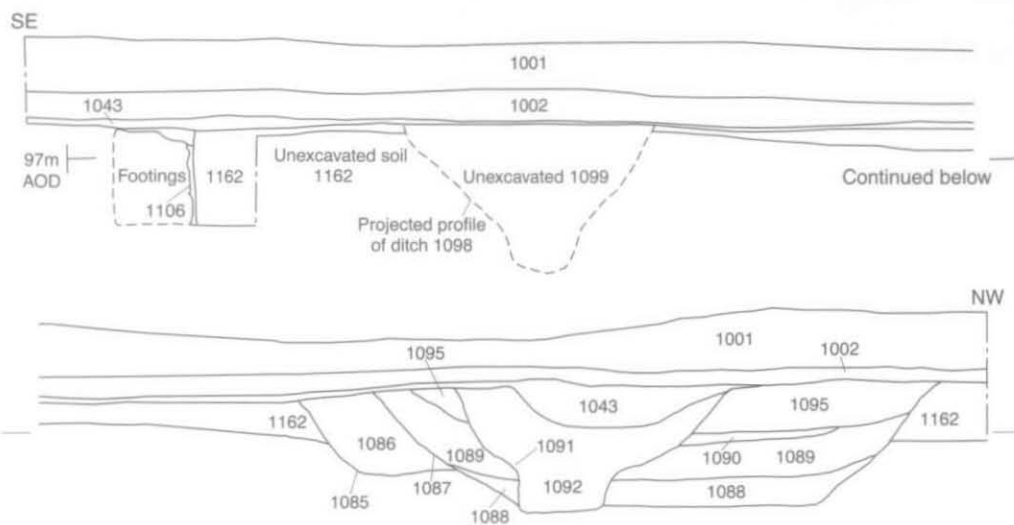 SE
1001
1043
1002
97m
AOD
Footings
1106
1162
Unexcavated soil
1162
Unexcavated 1099
Projected profile
of ditch 1098
Continued below
NW
1001
1095
1002
1043
1095
1162
1162
1086
1089
1091
1090
1089
1085
1087
1088
1092
1088